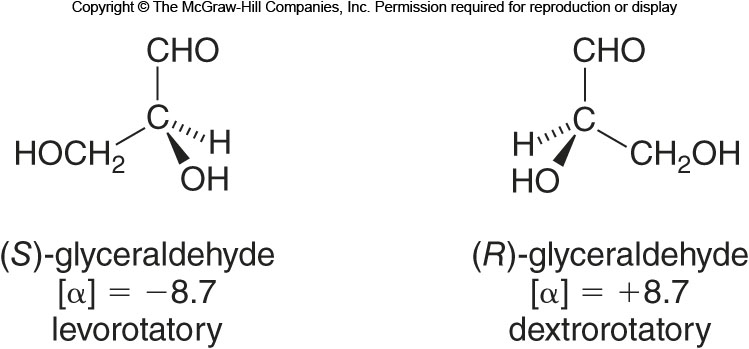 Copyright © The McGraw-Hill Companies, Inc. Permission required for reproduction or display
CHO
C
H
HOCH2
OH
(S)-glyceraldehyde
[α] = −8.7
levorotatory
CHO
C
H
CH2OH
HO
(R)-glyceraldehyde
[α] = +8.7
dextrorotatory